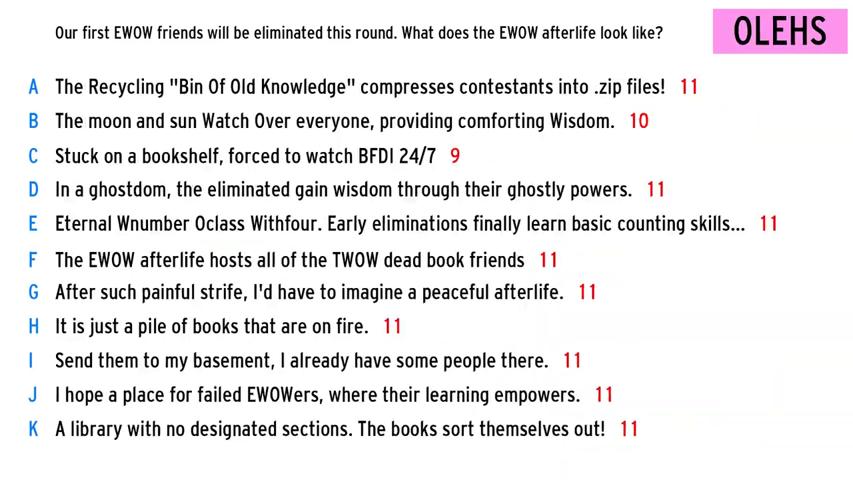 Our first EWOW friends will be eliminated this round. What does the EWOW afterlife look like?
OLEHS
A The Recycling "Bin Of Old Knowledge" compresses contestants into .zip files! 11
B The moon and sun Watch Over everyone, providing comforting Wisdom. 10
C Stuck on a bookshelf, forced to watch BFDI 24/7 9
D In a ghostdom, the eliminated gain wisdom through their ghostly powers. 11
E Eternal Wnumber Oclass Withfour. Early eliminations finally learn basic counting skills... 11
F The EWOW afterlife hosts all of the TWOW dead book friends 11
G After such painful strife, I'd have to imagine a peaceful afterlife. 11
H It is just a pile of books that are on fire. 11
I Send them to my basement, I already have some people there. 11
J I hope a place for failed EWOWers, where their learning empowers. 11
K A library with no designated sections. The books sort themselves out! 11